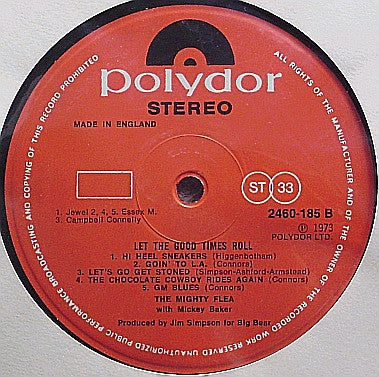 polydor
STEREO
MADE IN ENGLAND
ST 33
1. Jewel 2, 4, 5. Essex M.
3. Campbell Connelly
2460-185 B
℗ 1973
POLYDOR LTD.
LET THE GOOD TIMES ROLL
1. HI HEEL SNEAKERS (Higgenbotham)
2. GOIN' TO L.A. (Connors)
3. LET'S GO GET STONED (Simpson-Ashford-Armstead)
4. THE CHOCOLATE COWBOY RIDES AGAIN (Connors)
5. GM BLUES (Connors)
THE MIGHTY FLEA
with Mickey Baker
Produced by Jim Simpson for Big Bear
ALL RIGHTS OF THE MANUFACTURER AND OF THE OWNER OF THE RECORDED WORK RESERVED UNAUTHORIZED PUBLIC PERFORMANCE BROADCASTING AND COPYING OF THIS RECORD PROHIBITED